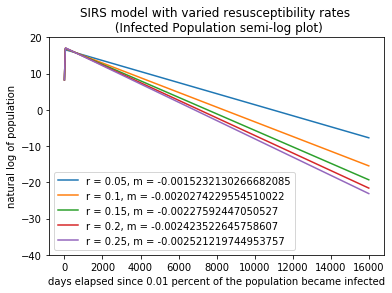 SIRS model with varied resusceptibility rates
(Infected Population semi-log plot)
natural log of population
20
10
0
-10
-20
-30
-40
r = 0.05, m = -0.0015232130266682085
r = 0.1, m = -0.0020274229554510022
r = 0.15, m = -0.00227592447050527
r = 0.2, m = -0.002423522645758607
r = 0.25, m = -0.002521219744953757
0 2000 4000 6000 8000 10000 12000 14000 16000
days elapsed since 0.01 percent of the population became infected